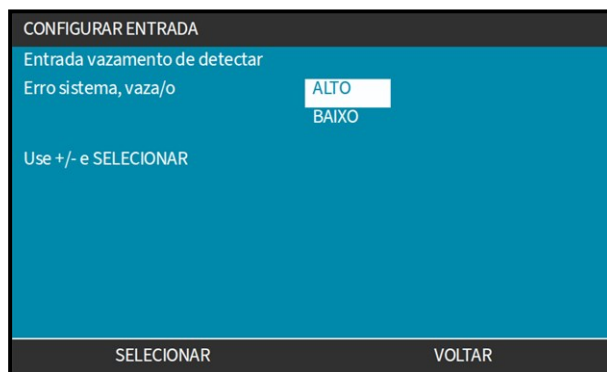 CONFIGURAR ENTRADA
Entrada vazamento de detectar
Erro sistema, vaza/o ALTO
BAIXO
Use +/- e SELECIONAR
SELECIONAR VOLTAR